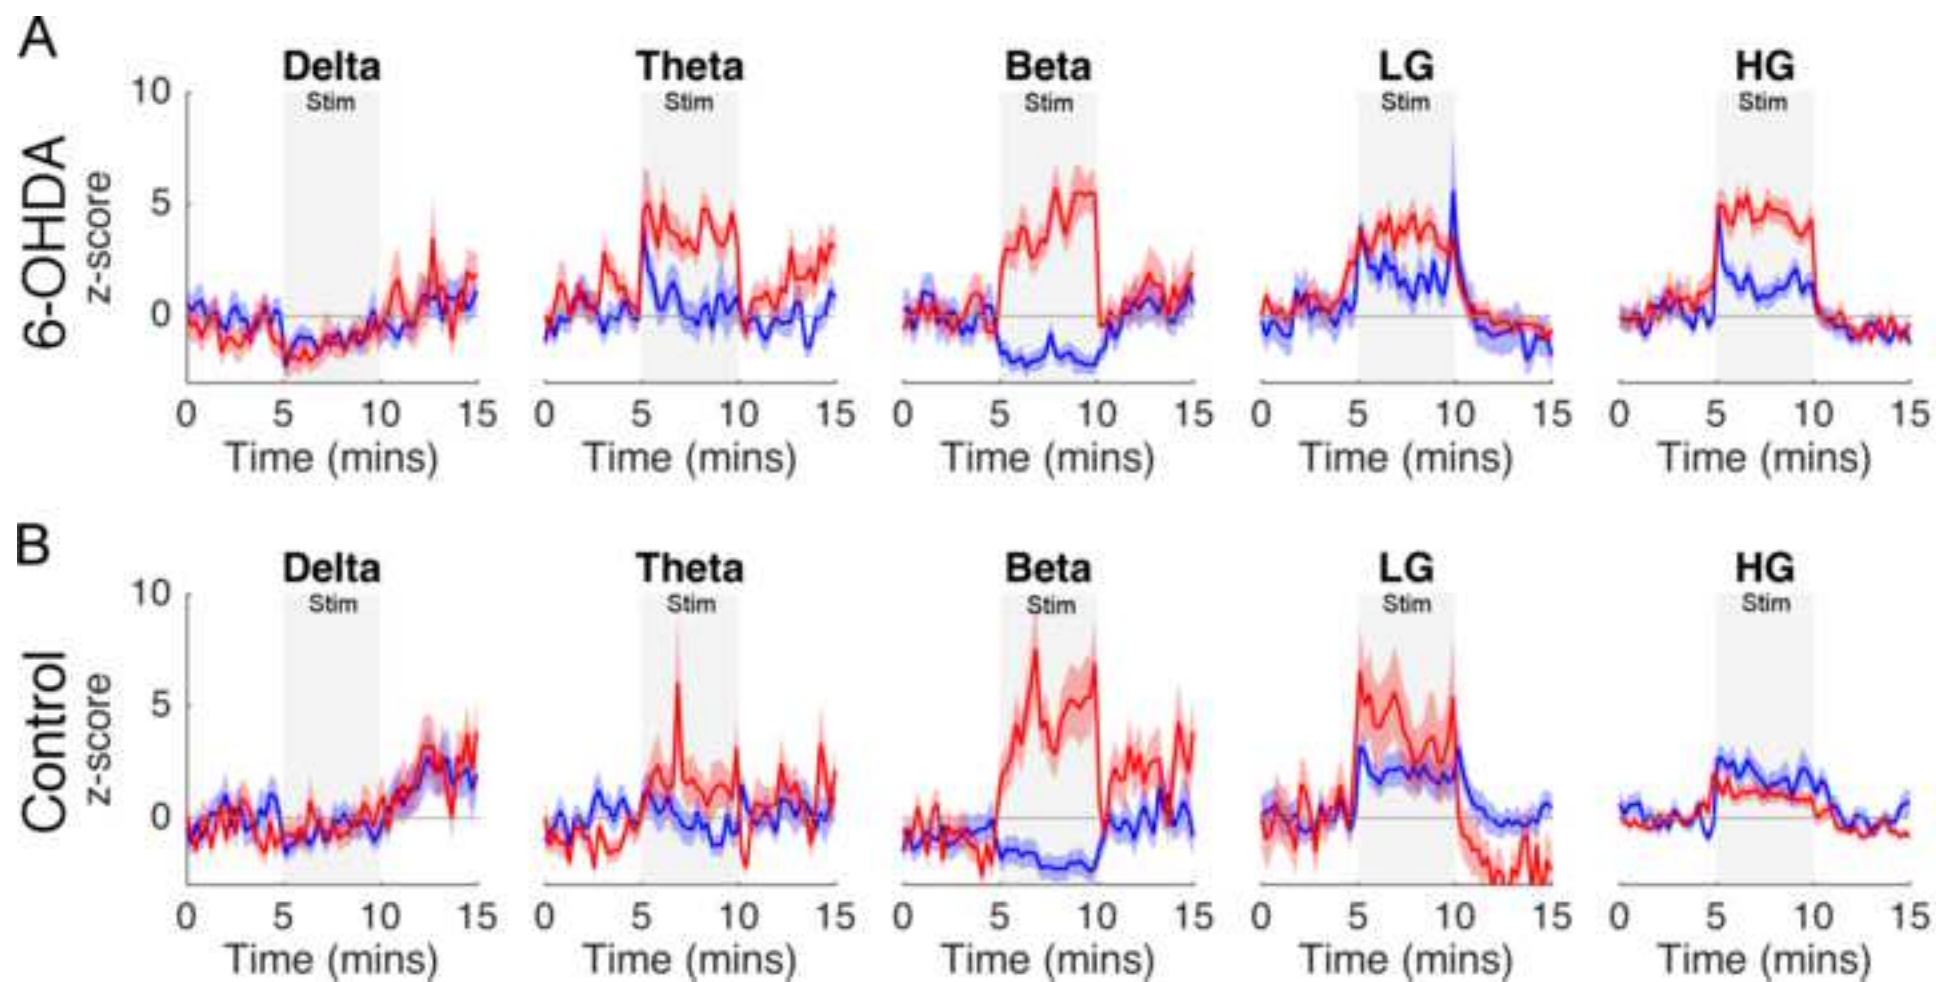 A
Delta Theta Beta LG HG
Stim Stim Stim Stim Stim
6-OHDA
z-score
10
5
0
0 5 10 15 0 5 10 15 0 5 10 15 0 5 10 15 0 5 10 15
Time (mins) Time (mins) Time (mins) Time (mins) Time (mins)
B
Delta Theta Beta LG HG
Stim Stim Stim Stim Stim
Control
z-score
10
5
0
0 5 10 15 0 5 10 15 0 5 10 15 0 5 10 15 0 5 10 15
Time (mins) Time (mins) Time (mins) Time (mins) Time (mins)